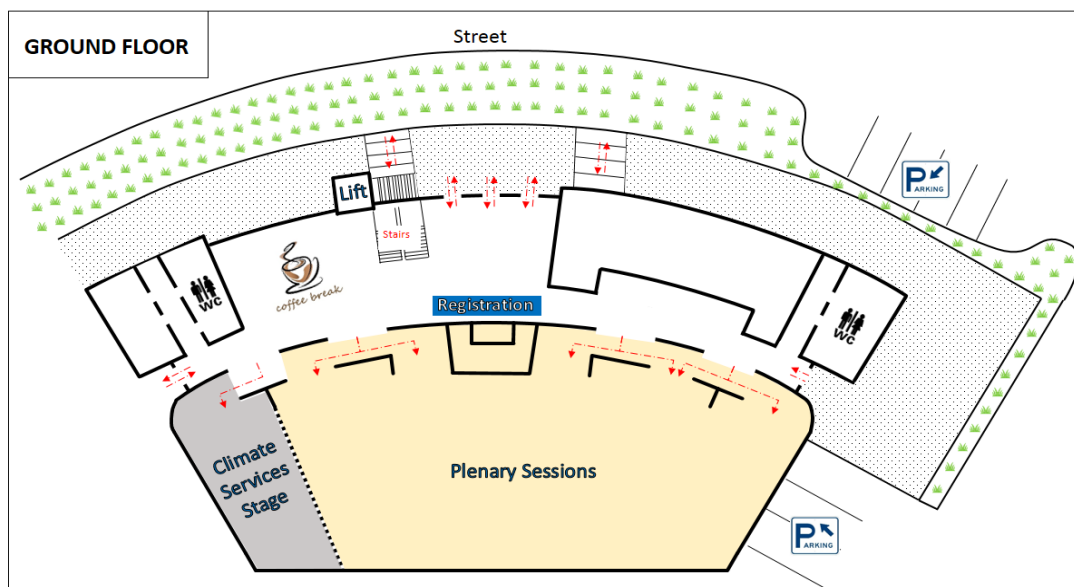 GROUND FLOOR
Street
PARKING
Lift
Stairs
coffee break
WC
Registration
WC
Climate
Services
Stage
Plenary Sessions
PARKING